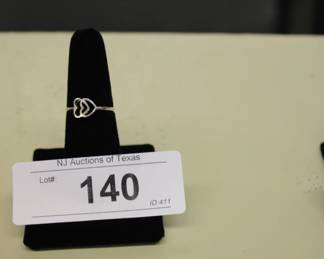 NJ Auctions of Texas
Lot#: 140
ID:411